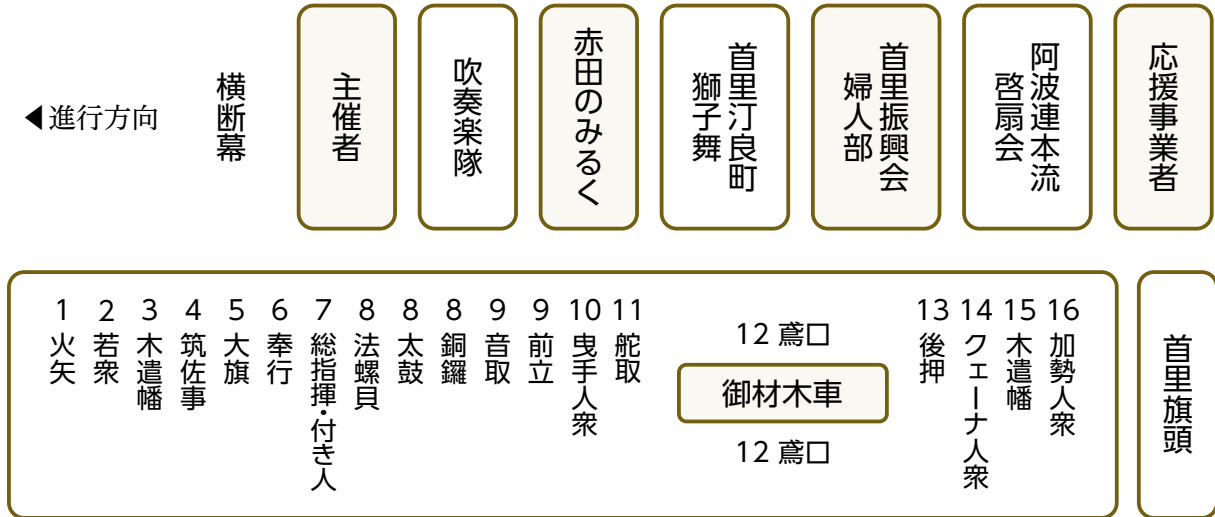 ◀進行方向
横断幕
主催者
吹奏楽隊
赤田のみるく
首里汀良町
獅子舞
首里振興会
婦人部
阿波連本流
啓扇会
応援事業者
1 火矢
2 若衆
3 木遣幡
4 筑佐事
5 大旗
6 奉行
7 総指揮・付き人
8 法螺貝
8 太鼓
8 銅鑼
9 音取
9 前立
10 曳手人衆
11 舵取
12 鳶口
御材木車
12 鳶口
13 後押
14 クェーナ人衆
15 木遣幡
16 加勢人衆
首里旗頭